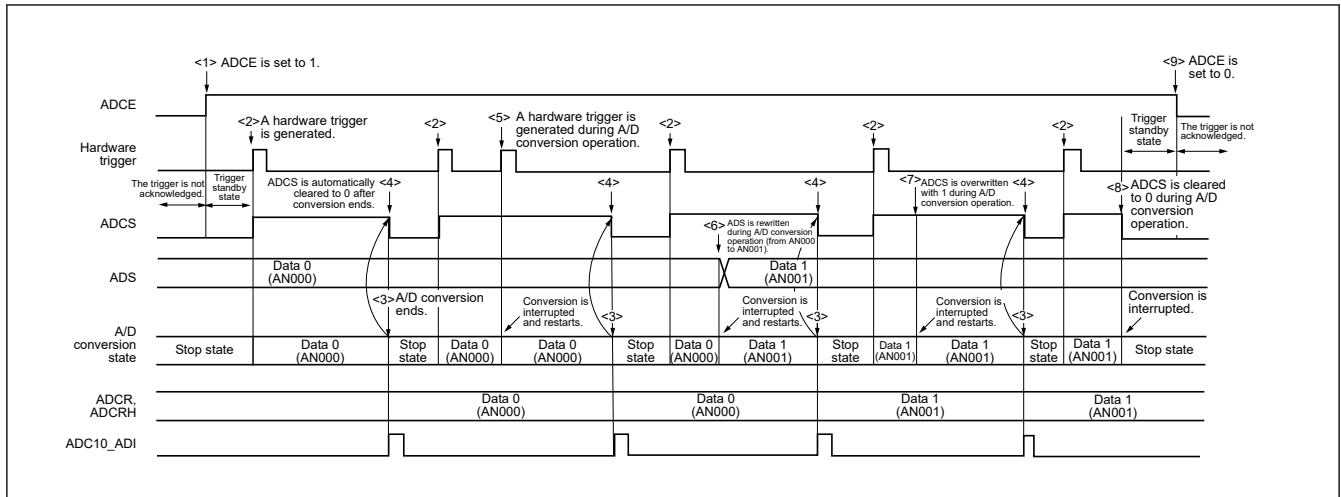 <1> ADCE is set to 1.
<9> ADCE is
set to 0.
ADCE
<2>A hardware trigger
is generated.
<2>
<5> A hardware trigger is
generated during A/D
conversion operation.
<2>
<2>
<2>
Trigger
standby
state
The trigger is not
acknowledged.
Hardware
trigger
The trigger is not
acknowledged.
Trigger
standby
state
ADCS is automatically
cleared to 0 after
conversion ends.
<4>
<4>
<4>
<7> ADCS is overwritten
with 1 during A/D
conversion operation.
<4>
<8> ADCS is cleared
to 0 during A/D
conversion
operation.
ADCS
<6> ADS is rewritten
during A/D conversion
operation (from AN000
to AN001).
ADS
Data 0
(AN000)
Data 1
(AN001)
<3>A/D conversion
ends.
Conversion is
interrupted
and restarts.
<3>
Conversion is
interrupted
and restarts.
<3>
Conversion is
interrupted
and restarts.
<3>
Conversion is
interrupted.
A/D
conversion
state
Stop state
Data 0
(AN000)
Stop
state
Data 0
(AN000)
Data 0
(AN000)
Stop
state
Data 0
(AN000)
Data 1
(AN001)
Stop
state
Data 1
(AN001)
Data 1
(AN001)
Stop
state
Data 1
(AN001)
Stop state
ADCR,
ADCRH
Data 0
(AN000)
Data 0
(AN000)
Data 1
(AN001)
Data 1
(AN001)
ADC10_ADI